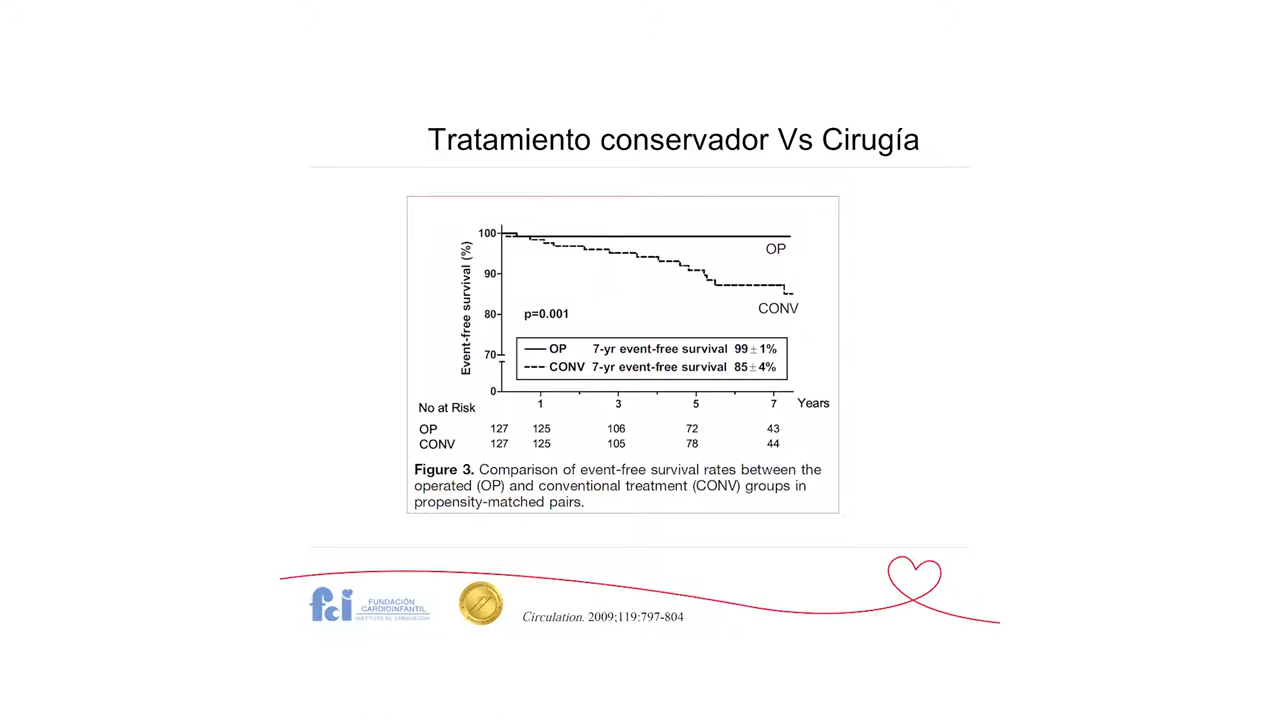 Tratamiento conservador Vs Cirugía
100
90
80
70
0
Event-free survival (%)
OP
CONV
p=0.001
OP 7-yr event-free survival 99±1%
CONV 7-yr event-free survival 85±4%
1 3 5 7 Years
No at Risk
OP 127 125 106 72 43
CONV 127 125 105 78 44
Figure 3. Comparison of event-free survival rates between the
operated (OP) and conventional treatment (CONV) groups in
propensity-matched pairs.
fci
FUNDACIÓN
CARDIOINFANTIL
INSTITUTO DE CARDIOLOGÍA
Circulation. 2009;119:797-804